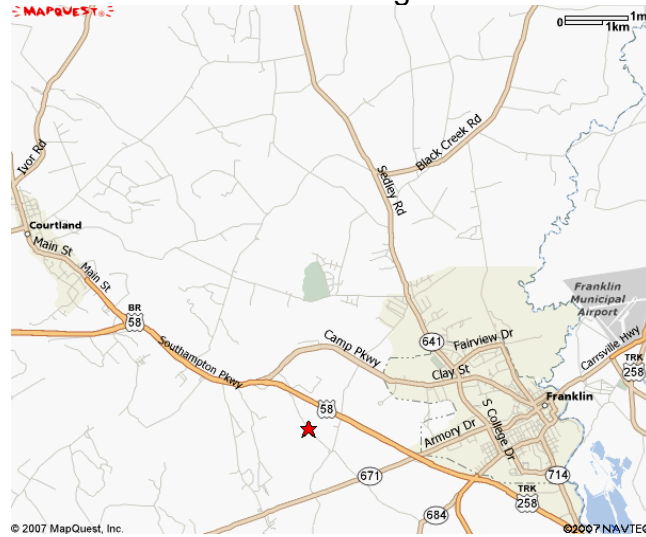 MAPQUEST
0 1m
1km
Ivor Rd
Black Creek Rd
Sedley Rd
Courtland
Main St
Main St
Franklin
Municipal
Airport
BR
58
Southampton Pkwy
Camp Pkwy
641
Fairview Dr
Carrsville Hwy
TRK
258
Clay St
58
Franklin
S College Dr
Armory Dr
671
714
684
TRK
258
© 2007 MapQuest, Inc.
©2007 NAVTEQ